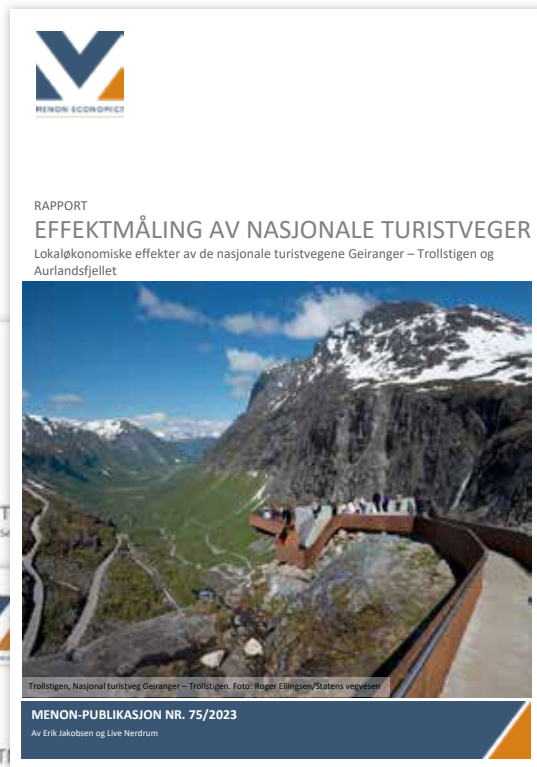 MENON ECONOMICS
RAPPORT
EFFEKTMÅLING AV NASJONALE TURISTVEGER
Lokaløkonomiske effekter av de nasjonale turistvegene Geiranger – Trollstigen og
Aurlandsfjellet
Trollstigen, Nasjonal turistveg Geiranger – Trollstigen. Foto: Roger Ellingsen/Statens vegvesen
MENON-PUBLIKASJON NR. 75/2023
Av Erik Jakobsen og Live Nerdrum